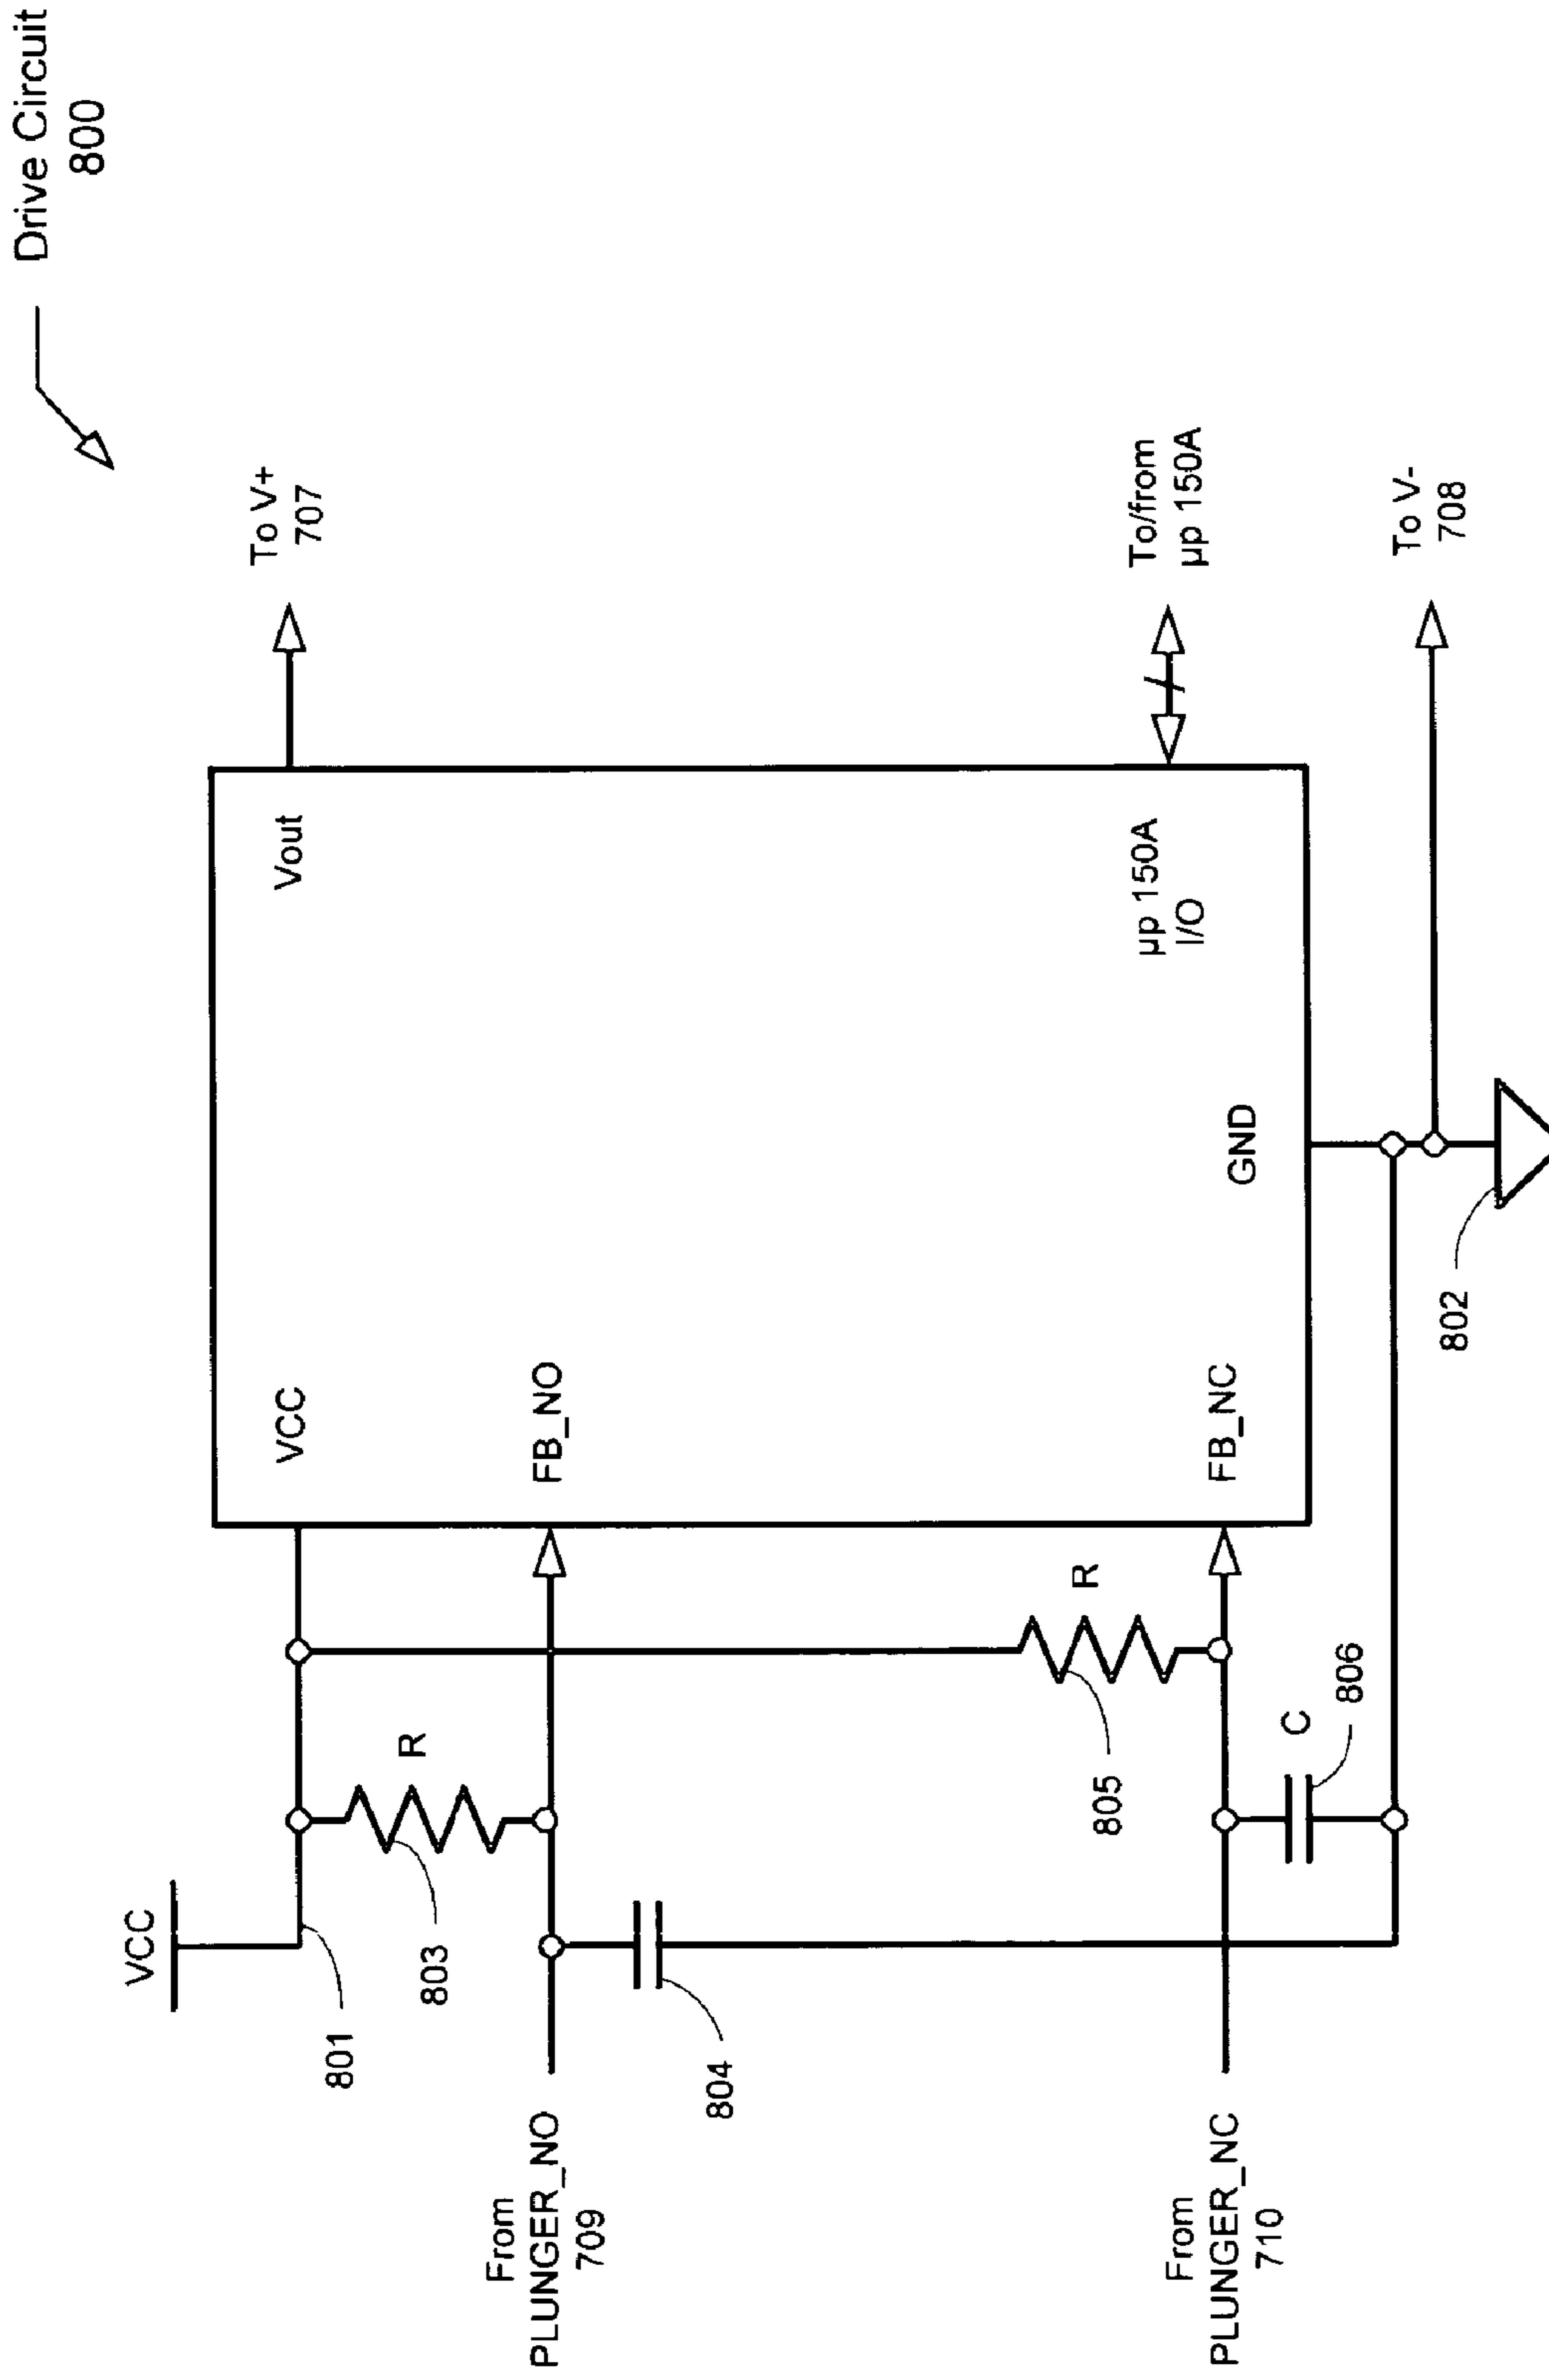 Drive Circuit
800
VCC
801
803
R
804
From
PLUNGER_NO
709
From
PLUNGER_NC
710
805
R
C
806
VCC
FB_NO
FB_NC
GND
Vout
µp 150A
I/O
To V+
707
To/from
µp 150A
To V-
708
802